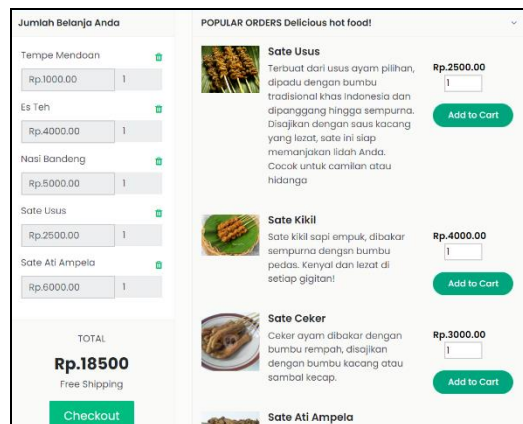 Jumlah Belanja Anda
Tempe Mendoan
Rp.1000.00 1
Es Teh
Rp.4000.00 1
Nasi Bandeng
Rp.5000.00 1
Sate Usus
Rp.2500.00 1
Sate Ati Ampela
Rp.6000.00 1
TOTAL
Rp.18500
Free Shipping
Checkout
POPULAR ORDERS Delicious hot food!
Sate Usus
Terbuat dari usus ayam pilihan,
dipadu dengan bumbu
tradisional khas Indonesia dan
dipanggang hingga sempurna.
Disajikan dengan saus kacang
yang lezat, sate ini siap
memanjakan lidah Anda.
Cocok untuk camilan atau
hidanga
Rp.2500.00
1
Add to Cart
Sate Kikil
Sate kikil sapi empuk, dibakar
sempurna dengsn bumbu
pedas. Kenyal dan lezat di
setiap gigitan!
Rp.4000.00
1
Add to Cart
Sate Ceker
Ceker ayam dibakar dengan
bumbu rempah, disajikan
dengan bumbu kacang atau
sambal kecap.
Rp.3000.00
1
Add to Cart
Sate Ati Ampela